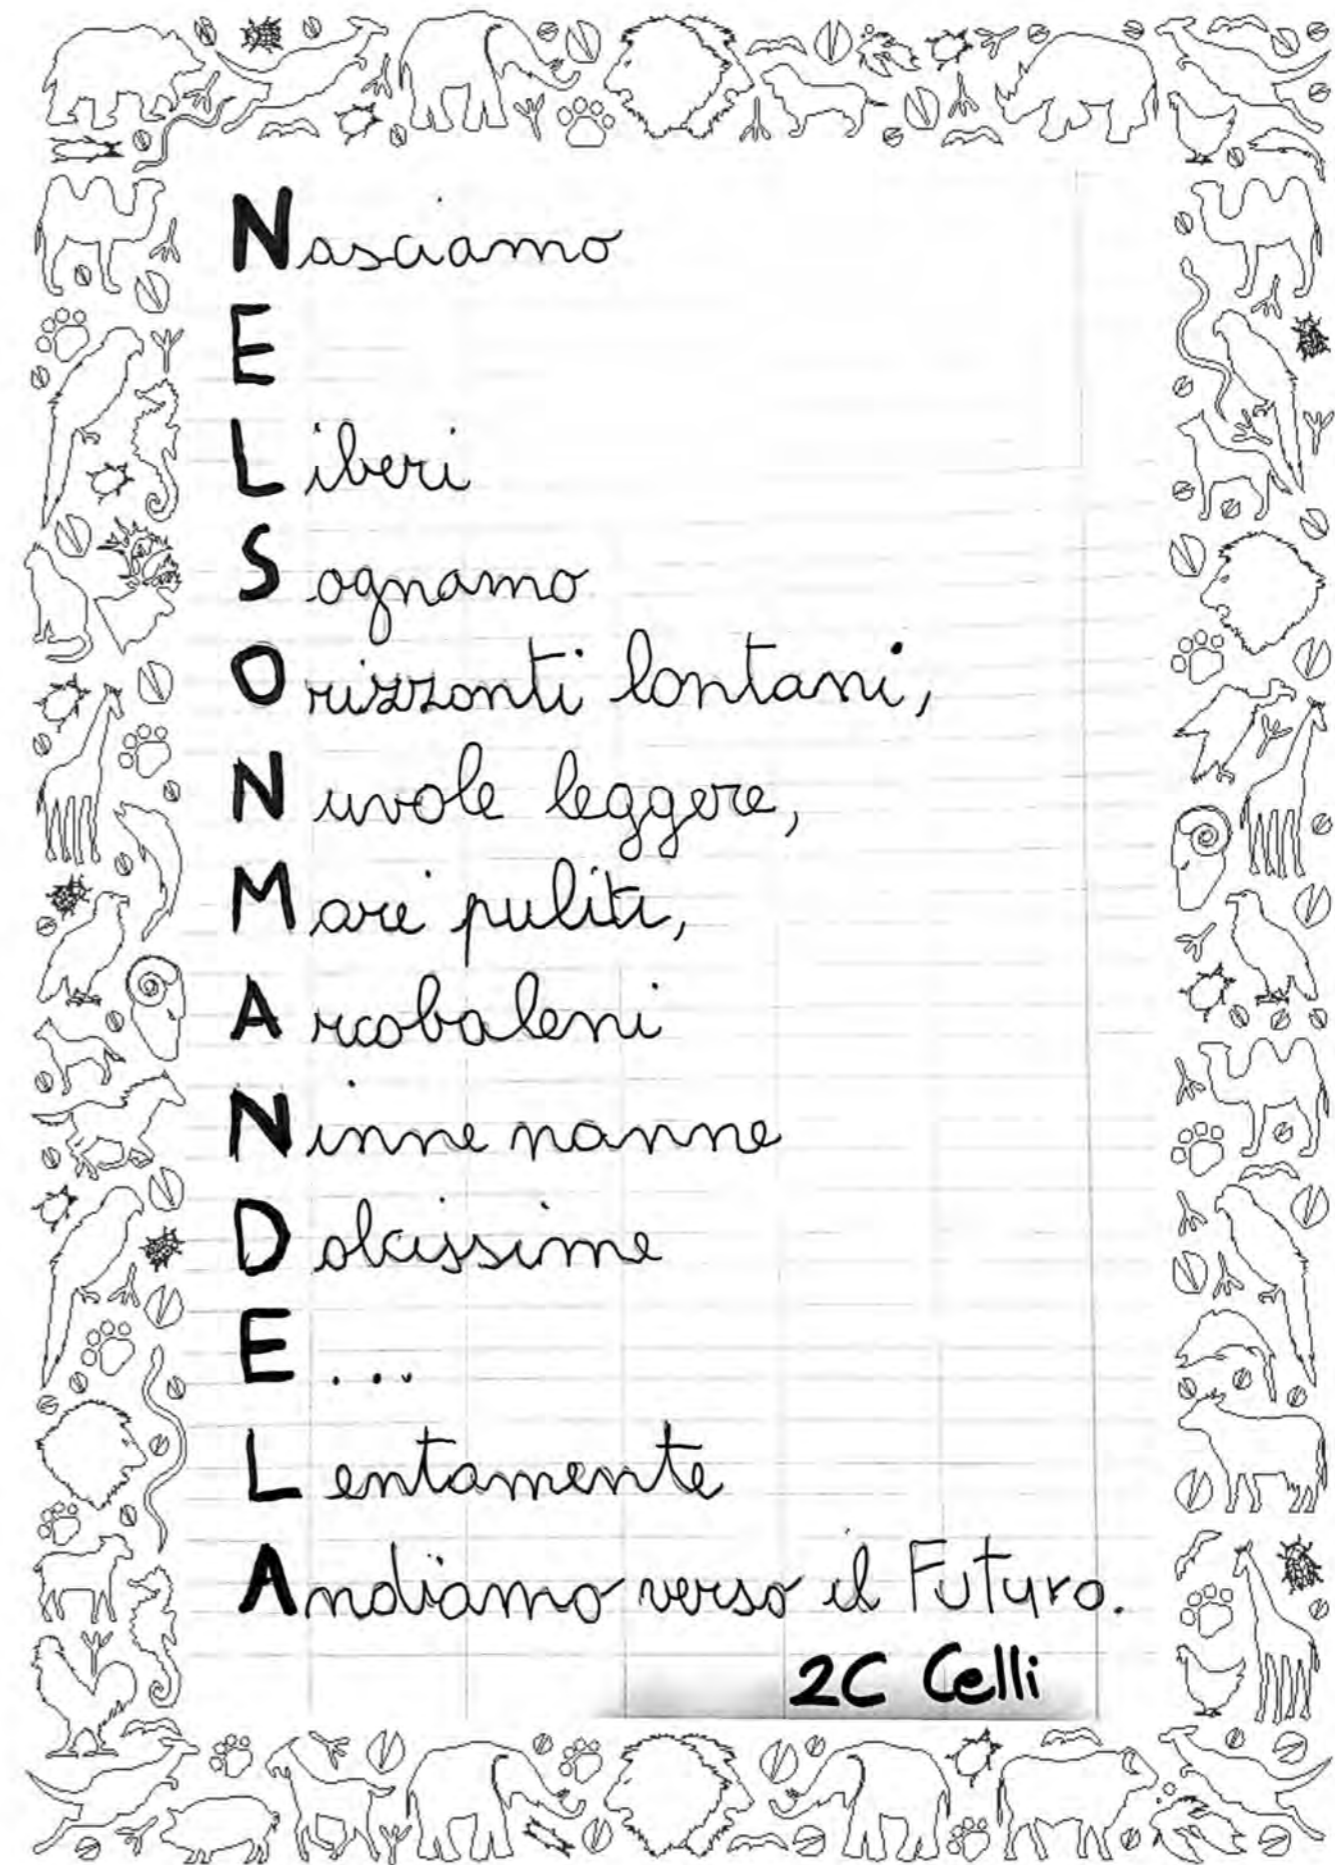 Nasciamo
E
Liberi
Sognamo
Orizzonti lontani,
Nuvole leggere,
Mari puliti,
Arcobaleni
Ninne nanne
Dolcissime
E...
Lentamente
Andiamo verso il Futuro.
2C Celli